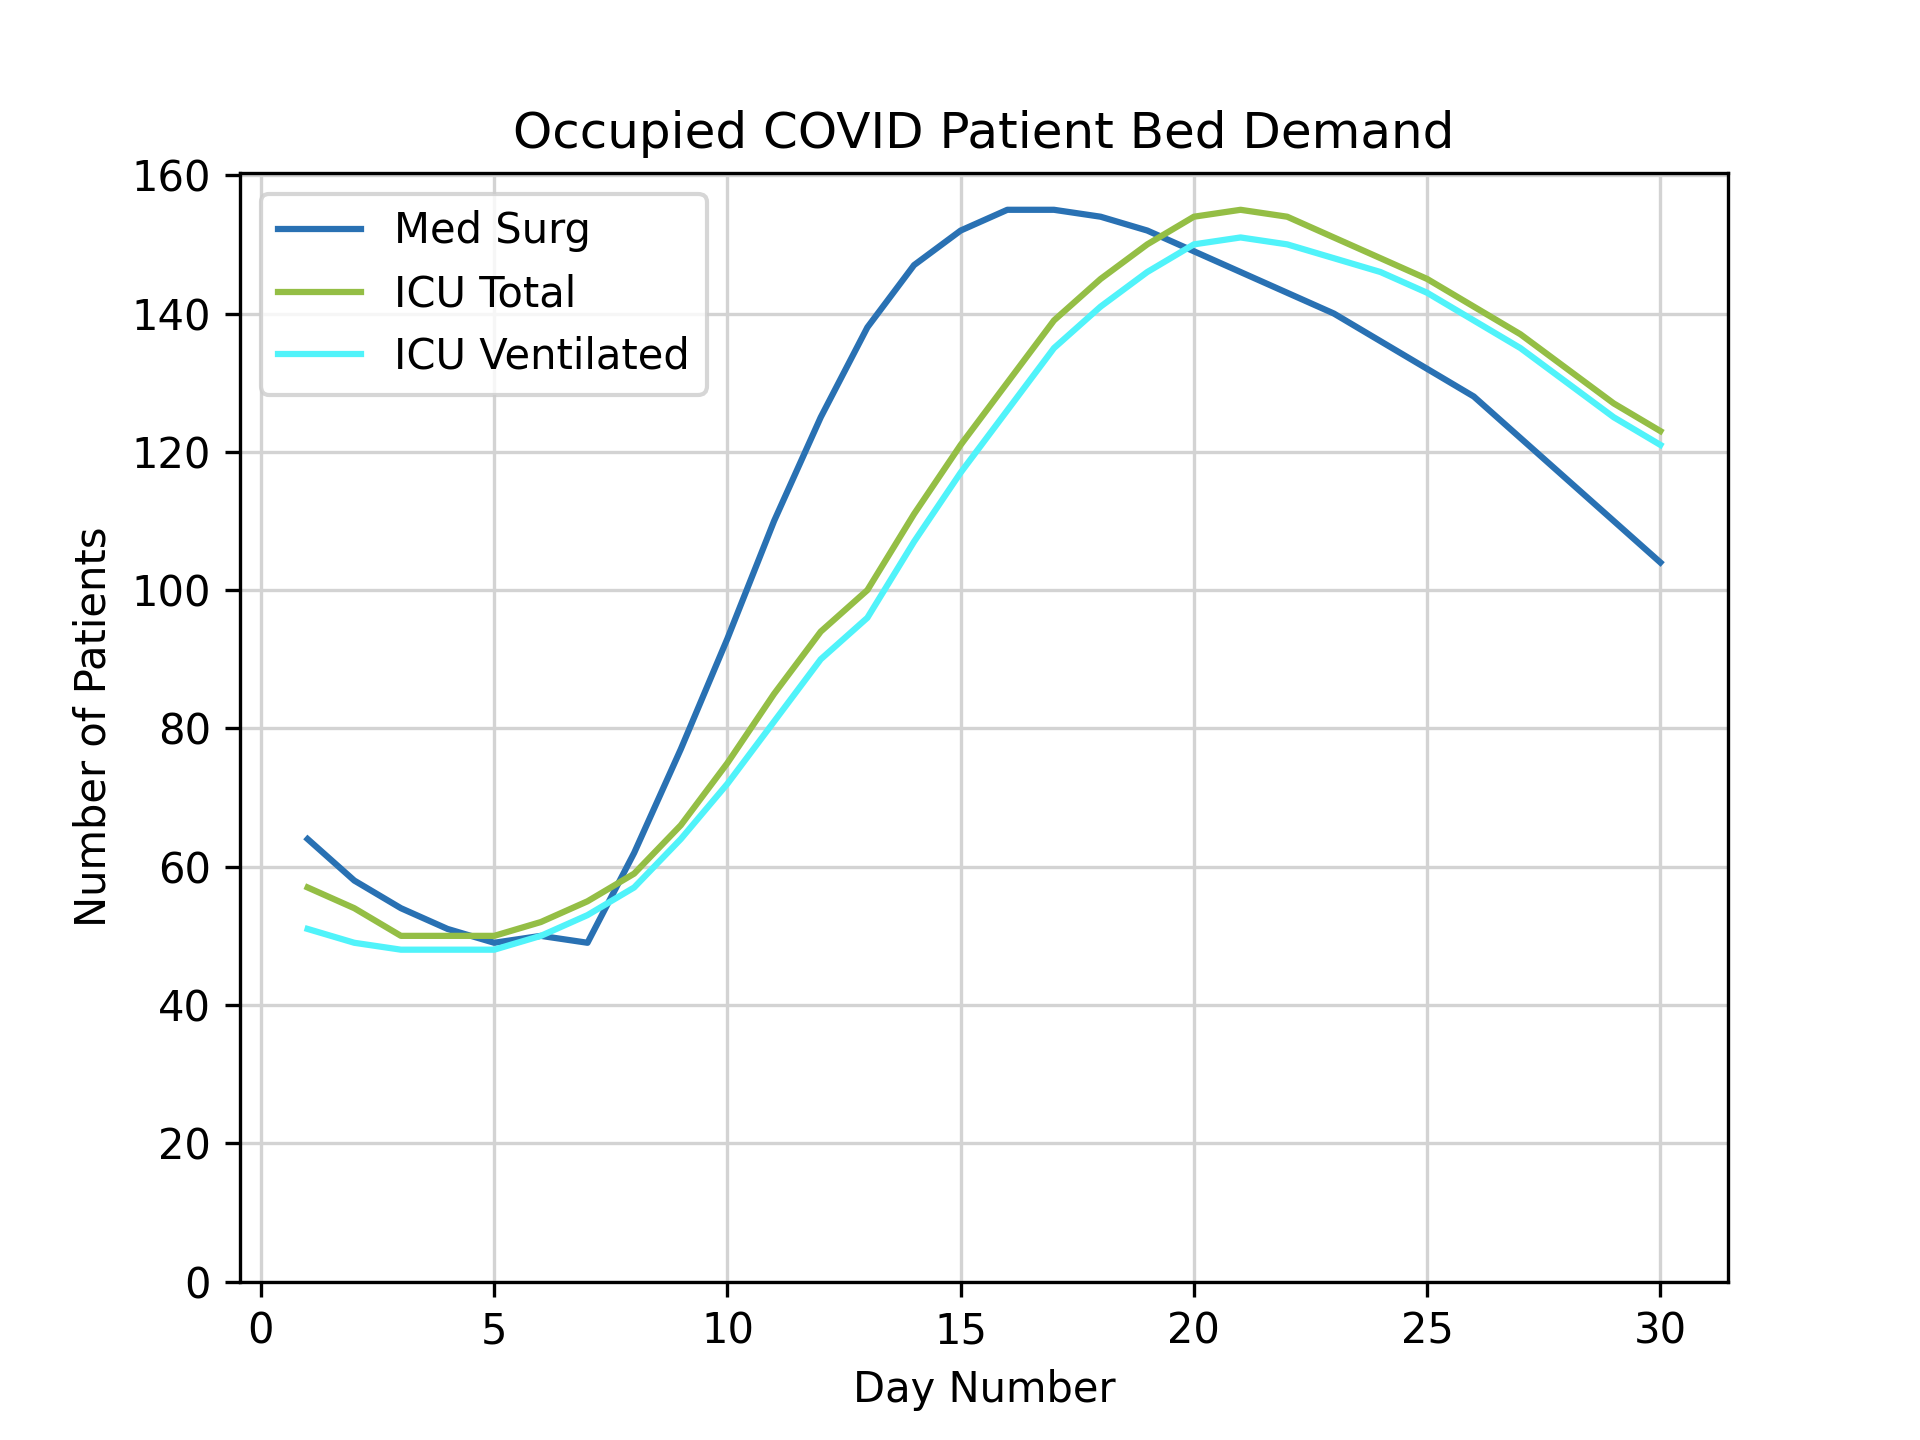 Occupied COVID Patient Bed Demand
160
140
120
100
80
60
40
20
0
Number of Patients
Med Surg
ICU Total
ICU Ventilated
0 5 10 15 20 25 30
Day Number